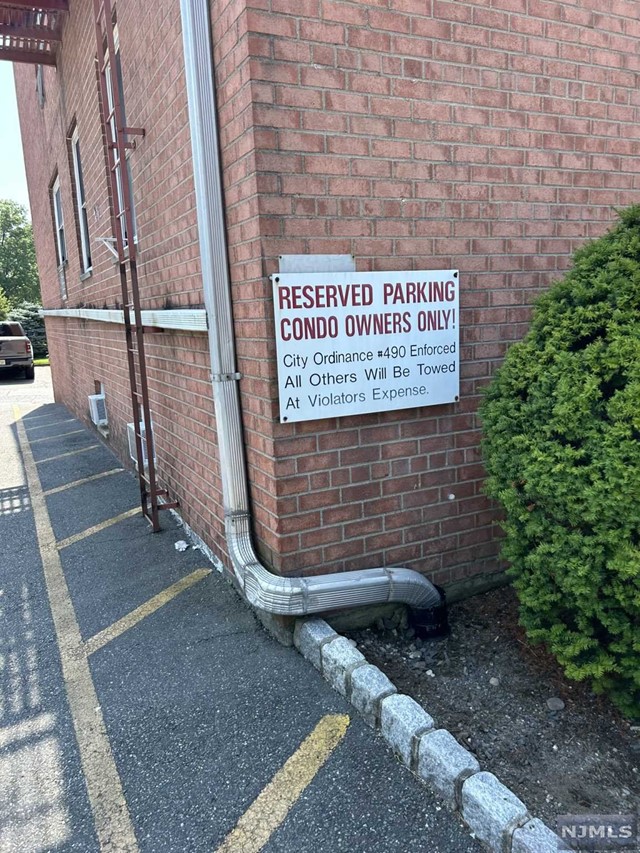 RESERVED PARKING
CONDO OWNERS ONLY!
City Ordinance #490 Enforced
All Others Will Be Towed
At Violators Expense.
NJMLS